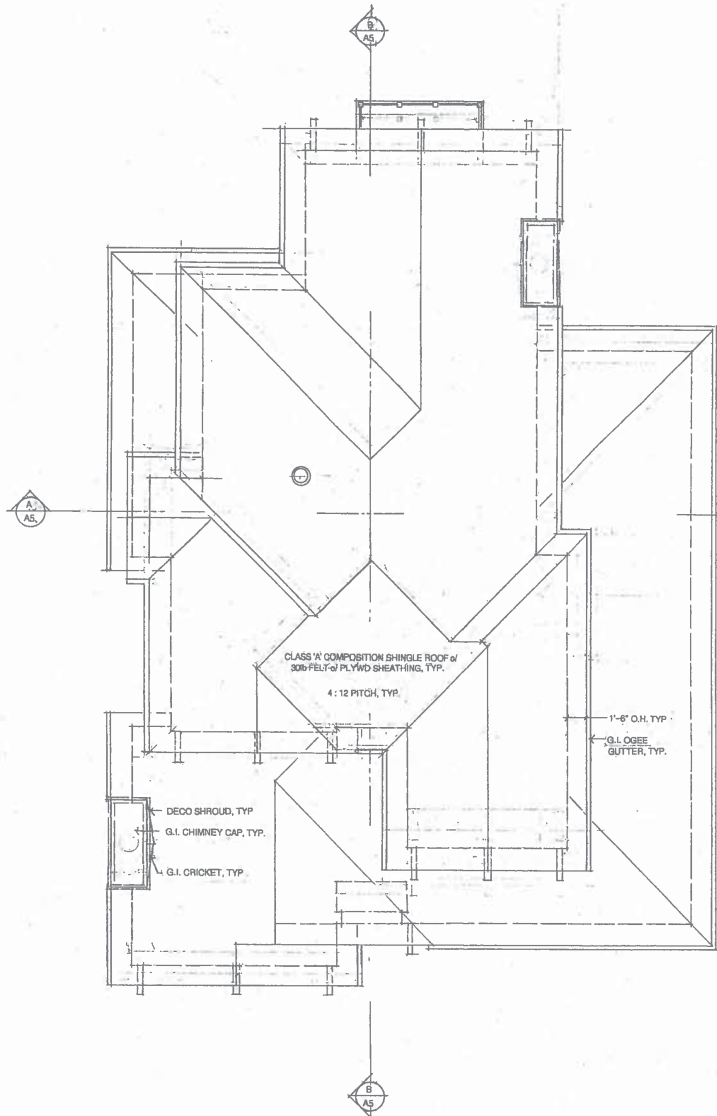 B
A5
A
A5
CLASS 'A' COMPOSITION SHINGLE ROOF o/
30lb FELT o/ PLYWD SHEATHING, TYP.
4 : 12 PITCH, TYP.
1'-6" O.H. TYP
G.I. OGEE
GUTTER, TYP.
DECO SHROUD, TYP
G.I. CHIMNEY CAP, TYP.
G.I. CRICKET, TYP
B
A5